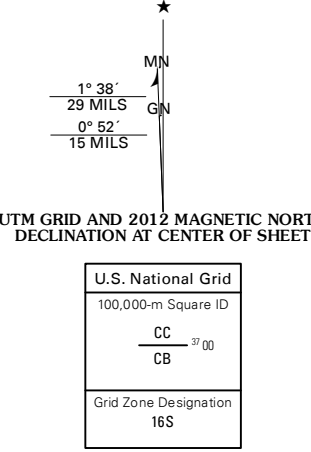 MN
1° 38´
29 MILS
GN
0° 52´
15 MILS
UTM GRID AND 2012 MAGNETIC NORT
DECLINATION AT CENTER OF SHEET
U.S. National Grid
100,000-m Square ID
CC
37 00
CB
Grid Zone Designation
16S